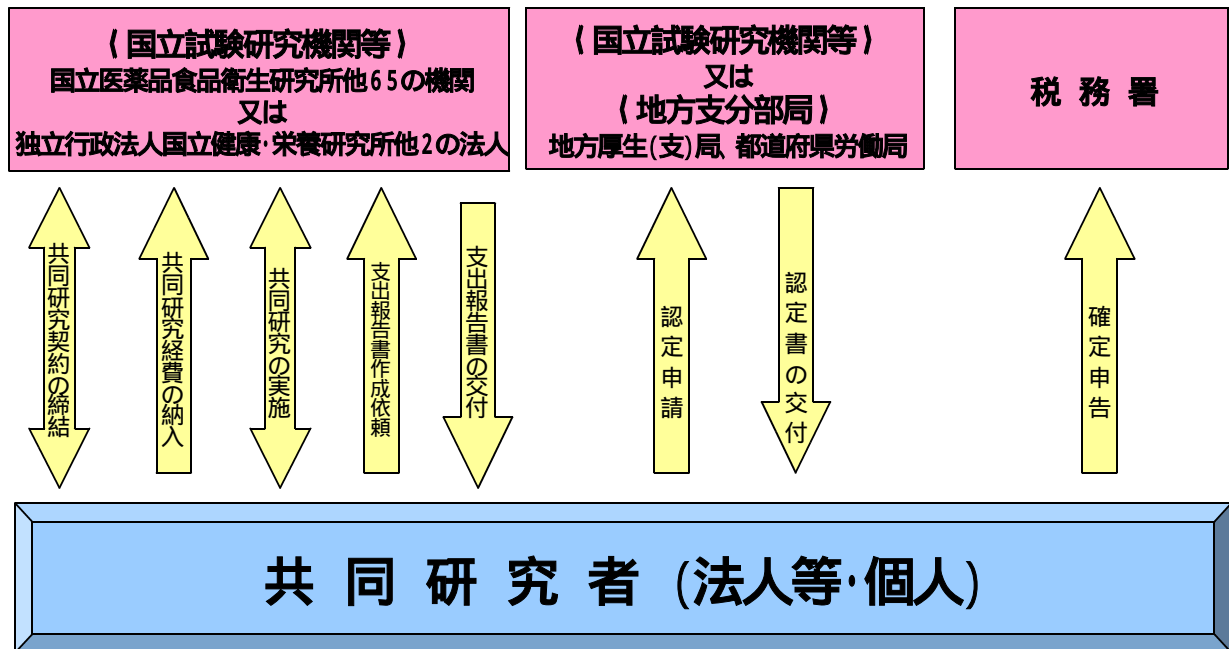 （国立試験研究機関等）
国立医薬品食品衛生研究所他65の機関
又は
独立行政法人国立健康・栄養研究所他2の法人
（国立試験研究機関等）
又は
（地方支分部局）
地方厚生(支)局、都道府県労働局
税務署
共同研究契約の締結
共同研究経費の納入
共同研究の実施
支出報告書作成依頼
支出報告書の交付
認定申請
認定書の交付
確定申告
共同研究者(法人等・個人)